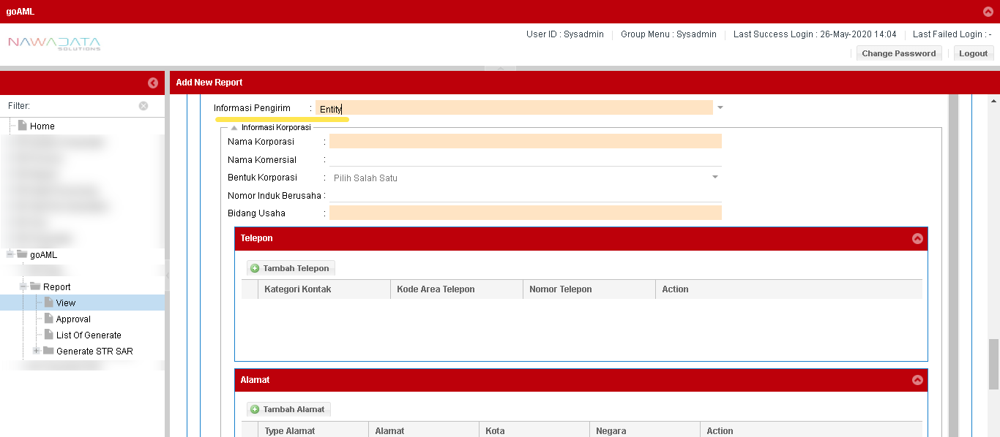 goAML
NAWADATA
SOLUTIONS
User ID : Sysadmin
Group Menu : Sysadmin
Last Success Login : 26-May-2020 14:04
Last Failed Login : -
Change Password
Logout
Filter:
Home
goAML
Report
View
Approval
List Of Generate
Generate STR SAR
Add New Report
Informasi Pengirim : Entity
Informasi Korporasi
Nama Korporasi :
Nama Komersial :
Bentuk Korporasi : Pilih Salah Satu
Nomor Induk Berusaha :
Bidang Usaha :
Telepon
Tambah Telepon
Kategori Kontak Kode Area Telepon Nomor Telepon Action
Alamat
Tambah Alamat
Type Alamat Alamat Kota Negara Action